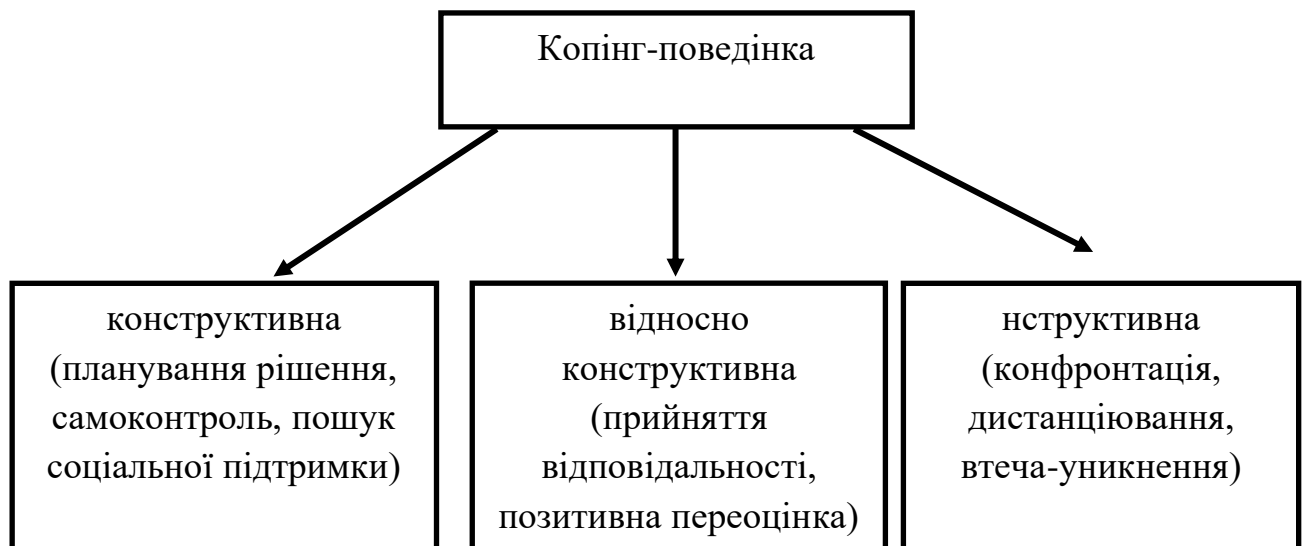 Копінг-поведінка
конструктивна
(планування рішення,
самоконтроль, пошук
соціальної підтримки)
відносно
конструктивна
(прийняття
відповідальності,
позитивна переоцінка)
нструктивна
(конфронтація,
дистанціювання,
втеча-уникнення)